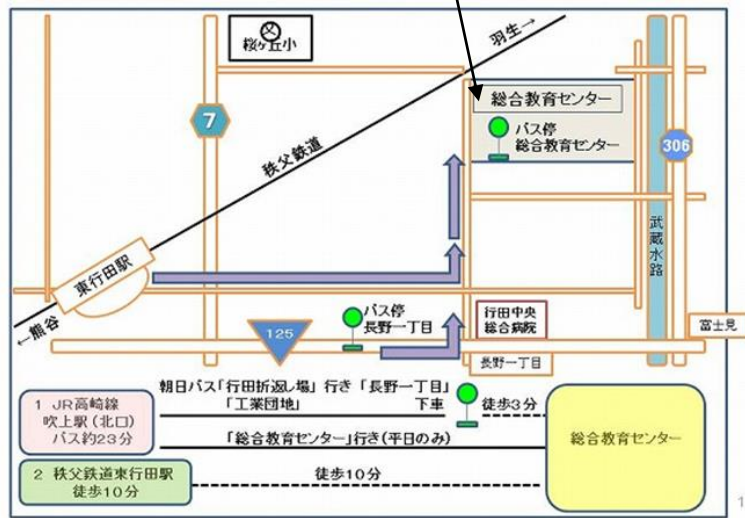 桜ヶ丘小
羽生→
総合教育センター
バス停
総合教育センター
7
306
秩父鉄道
武蔵水路
東行田駅
←熊谷
バス停
長野一丁目
125
行田中央
総合病院
富士見
長野一丁目
1 JR高崎線
吹上駅(北口)
バス約23分
朝日バス「行田折返し場」行き「長野一丁目」
「工業団地」 下車
徒歩3分
「総合教育センター」行き(平日のみ)
総合教育センター
2 秩父鉄道東行田駅
徒歩10分
徒歩10分
1